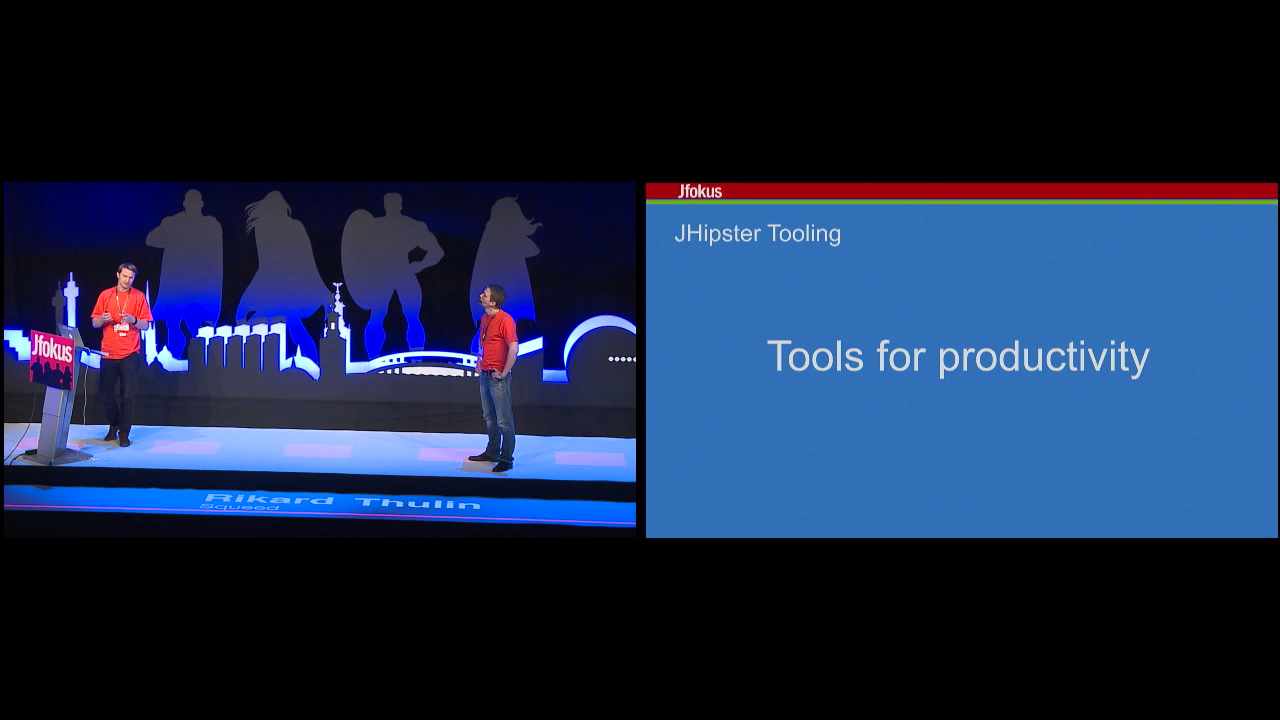 Jfokus
Rikard Thulin
Squeed
Jfokus
JHipster Tooling
Tools for productivity